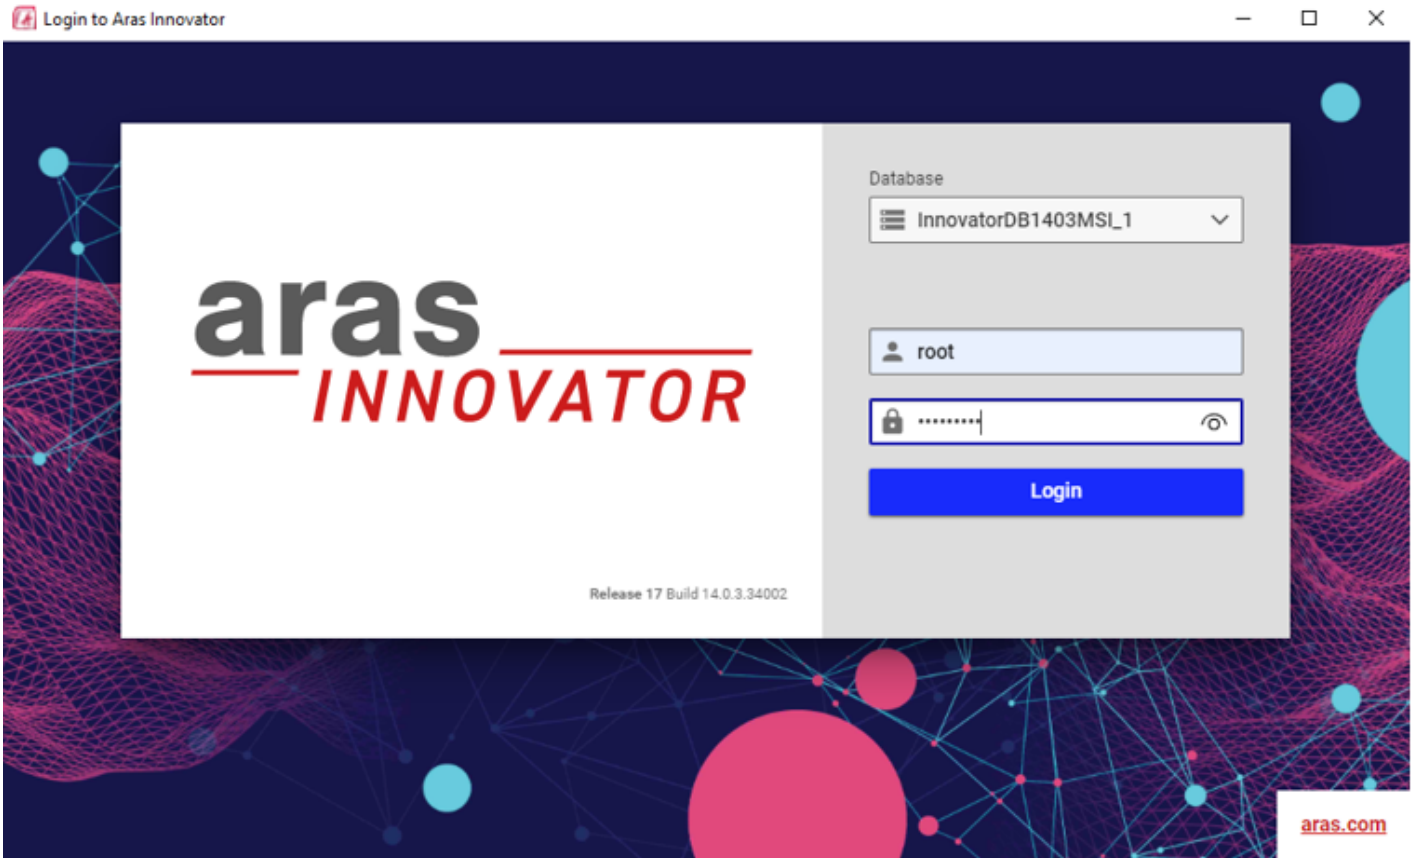 Login to Aras Innovator
aras
INNOVATOR
Release 17 Build 14.0.3.34002
Database
InnovatorDB1403MSI_1
root
•••••••••
Login
aras.com